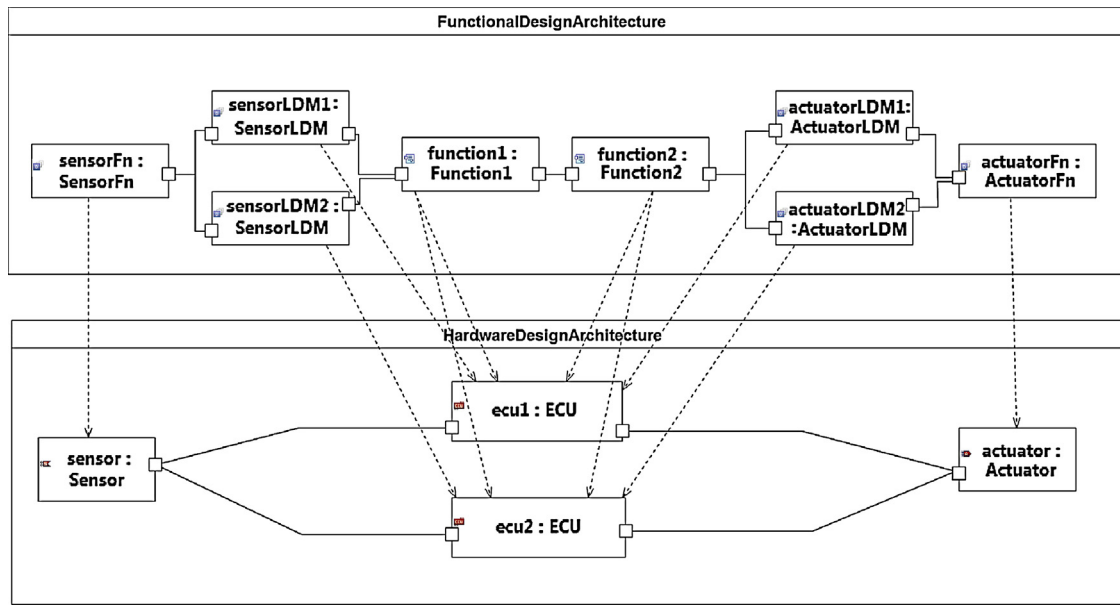 FunctionalDesignArchitecture
sensorFn :
SensorFn
sensorLDM1:
SensorLDM
sensorLDM2:
SensorLDM
function1 :
Function1
function2 :
Function2
actuatorLDM1:
ActuatorLDM
actuatorLDM2
:ActuatorLDM
actuatorFn :
ActuatorFn
HardwareDesignArchitecture
sensor :
Sensor
ecu1 : ECU
ecu2 : ECU
actuator :
Actuator